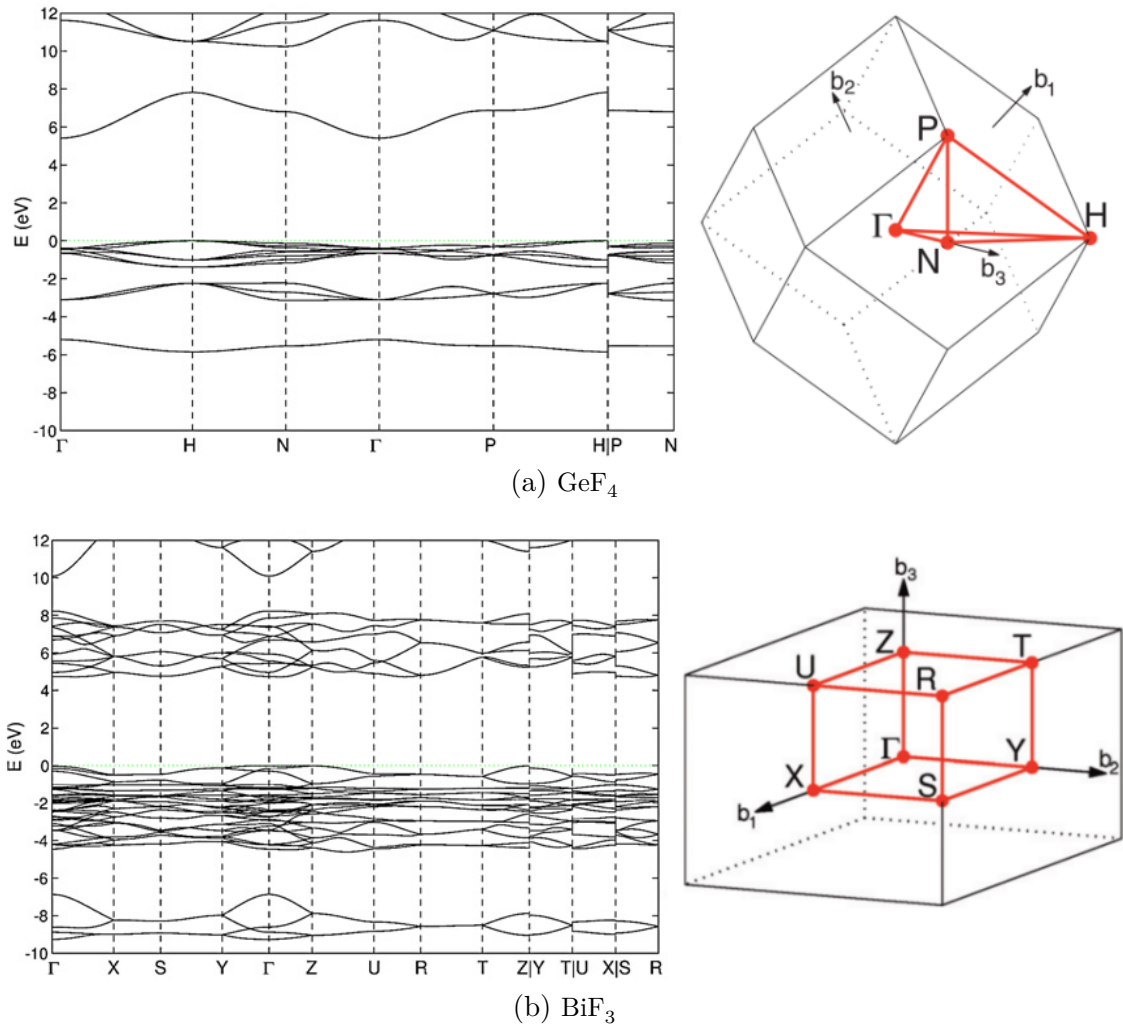 E (eV)
12
10
8
6
4
2
0
-2
-4
-6
-8
-10
Γ H N Γ P H|P N
b₂
b₁
P
Γ
H
N
b₃
(a) GeF₄
E (eV)
12
10
8
6
4
2
0
-2
-4
-6
-8
-10
Γ X S Y Γ Z U R T Z|Y T|U X|S R
b₃
Z
T
U
R
Γ
Y
b₂
X
S
b₁
(b) BiF₃